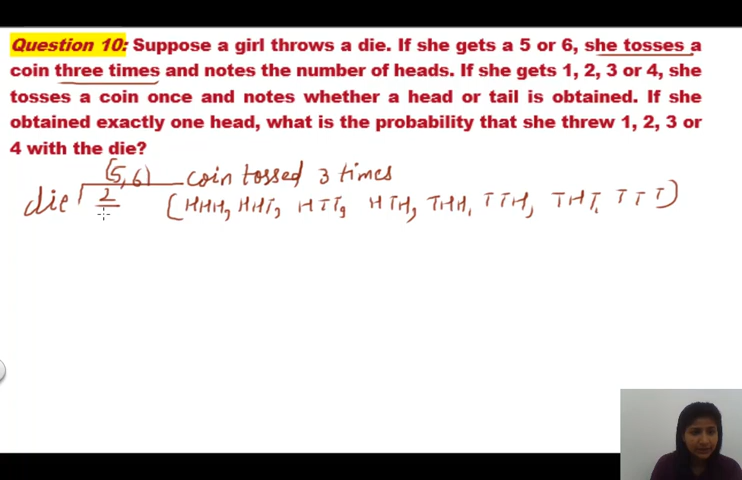 Question 10: Suppose a girl throws a die. If she gets a 5 or 6, she tosses a
coin three times and notes the number of heads. If she gets 1, 2, 3 or 4, she
tosses a coin once and notes whether a head or tail is obtained. If she
obtained exactly one head, what is the probability that she threw 1, 2, 3 or
4 with the die?
(5,6) coin tossed 3 times
die 2 (HHH, HHT, HTT, HTH, THH, TTH, THT, TTT)